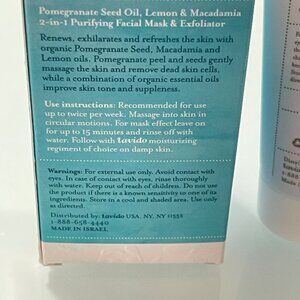 Pomegranate Seed Oil, Lemon & Macadamia
2-in-1 Purifying Facial Mask & Exfoliator
Renews, exhilarates and refreshes the skin with
organic Pomegranate Seed, Macadamia and
Lemon oils. Pomegranate peel and seeds gently
massage the skin and remove dead skin cells,
while a combination of organic essential oils
improve skin tone and suppleness.
Use instructions: Recommended for use
up to twice per week. Massage into skin in
circular motions. For mask effect leave on
for up to 15 minutes and rinse off with
water. Follow with lavido moisturizing
regiment of choice on damp skin.
Warnings: For external use only. Avoid contact with
eyes. In case of contact with eyes, rinse thoroughly
with water. Keep out of reach of children. Do not use
the product if there is known sensitivity to one of its
ingredients. Store in a cool and shaded area. Use only
as directed.
Distributed by: lavido USA, NY, NY 11558
1-888-658-4440
MADE IN ISRAEL